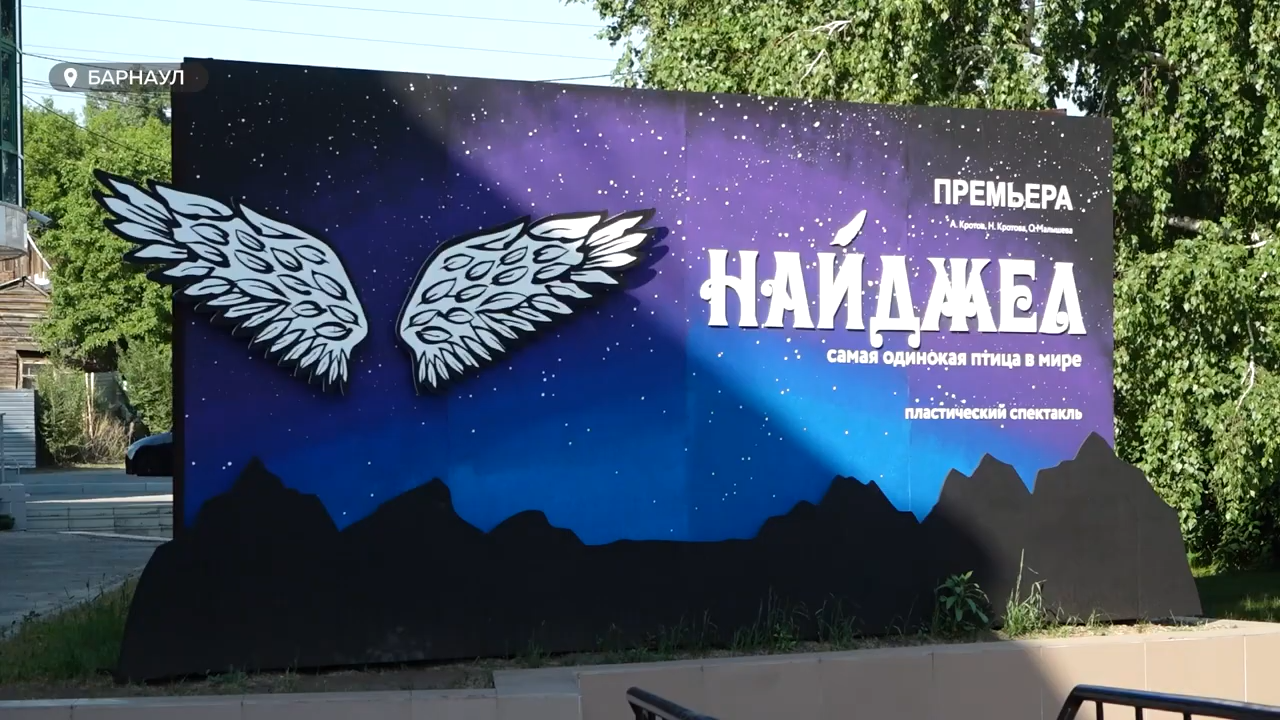 БАРНАУЛ
ПРЕМЬЕРА
А. Кротов, Н. Кротова, О. Малышева
НАЙДЖЕЛ
самая одинокая птица в мире
пластический спектакль